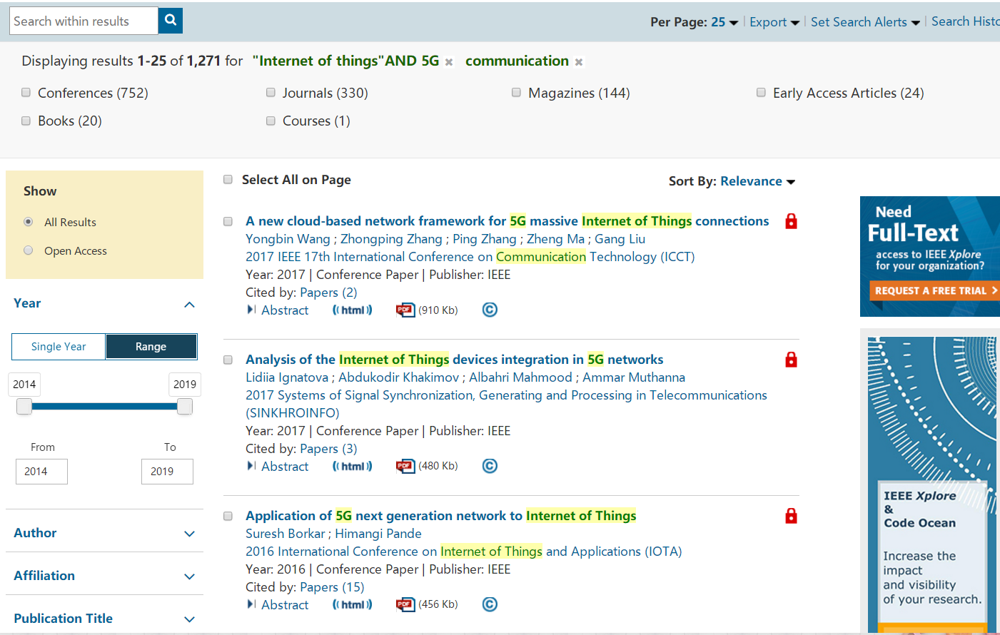 Search within results
Per Page: 25 | Export | Set Search Alerts | Search Histo
Displaying results 1-25 of 1,271 for "Internet of things"AND 5G × communication ×
Conferences (752) Journals (330) Magazines (144) Early Access Articles (24)
Books (20) Courses (1)
Show
All Results
Open Access
Year
Single Year Range
2014 2019
From To
2014 2019
Author
Affiliation
Publication Title
Select All on Page
Sort By: Relevance
A new cloud-based network framework for 5G massive Internet of Things connections
Yongbin Wang ; Zhongping Zhang ; Ping Zhang ; Zheng Ma ; Gang Liu
2017 IEEE 17th International Conference on Communication Technology (ICCT)
Year: 2017 | Conference Paper | Publisher: IEEE
Cited by: Papers (2)
Abstract ((html)) PDF (910 Kb) ©
Analysis of the Internet of Things devices integration in 5G networks
Lidiia Ignatova ; Abdukodir Khakimov ; Albahri Mahmood ; Ammar Muthanna
2017 Systems of Signal Synchronization, Generating and Processing in Telecommunications
(SINKHROINFO)
Year: 2017 | Conference Paper | Publisher: IEEE
Cited by: Papers (3)
Abstract ((html)) PDF (480 Kb) ©
Application of 5G next generation network to Internet of Things
Suresh Borkar ; Himangi Pande
2016 International Conference on Internet of Things and Applications (IOTA)
Year: 2016 | Conference Paper | Publisher: IEEE
Cited by: Papers (15)
Abstract ((html)) PDF (456 Kb) ©
Need
Full-Text
access to IEEE Xplore
for your organization?
REQUEST A FREE TRIAL >
IEEE Xplore
&
Code Ocean
Increase the
impact
and visibility
of your research.